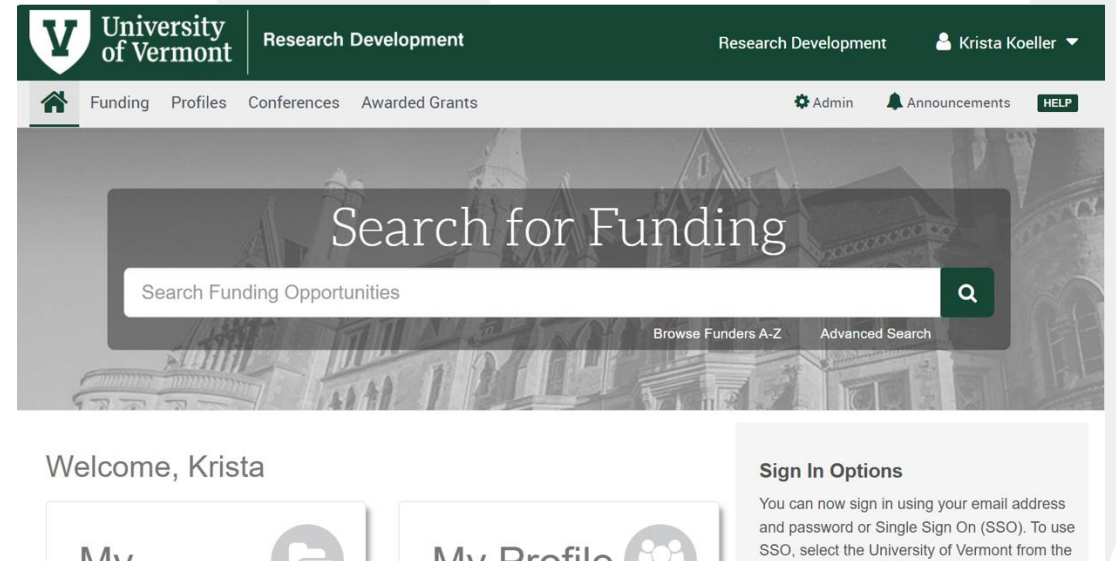 University
of Vermont
Research Development
Research Development
Krista Koeller
Funding Profiles Conferences Awarded Grants
Admin Announcements HELP
Search for Funding
Search Funding Opportunities
Browse Funders A-Z Advanced Search
Welcome, Krista
My
My Profile
Sign In Options
You can now sign in using your email address
and password or Single Sign On (SSO). To use
SSO, select the University of Vermont from the